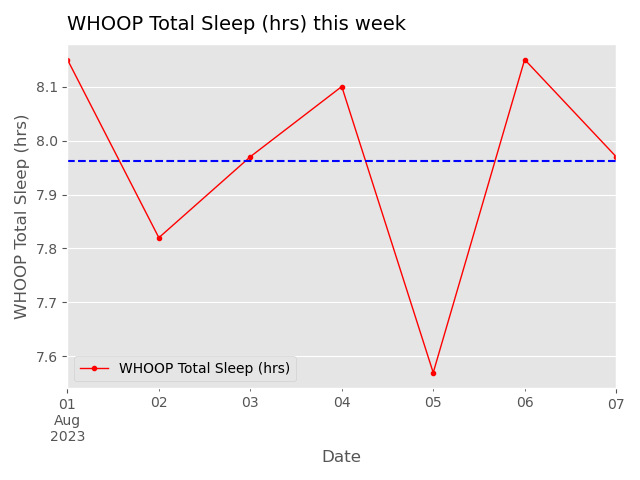 WHOOP Total Sleep (hrs) this week
WHOOP Total Sleep (hrs)
8.1
8.0
7.9
7.8
7.7
7.6
WHOOP Total Sleep (hrs)
01 02 03 04 05 06 07
Aug
2023
Date